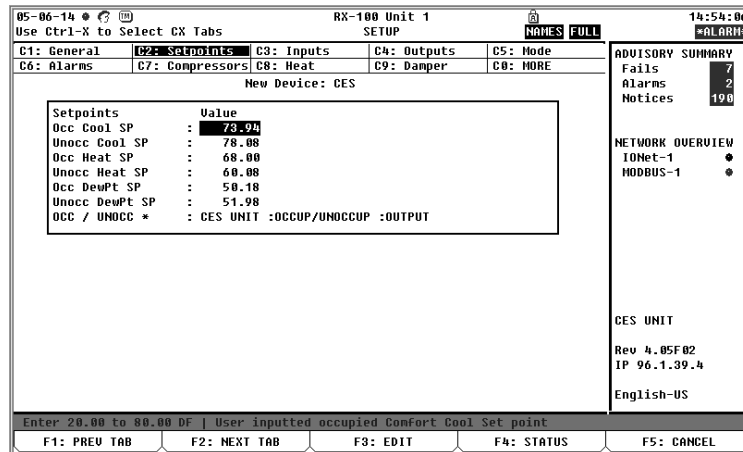 05-06-14 RX-100 Unit 1 14:54:0
Use Ctrl-X to Select CX Tabs SETUP NAMES FULL *ALARM*
C1: General C2: Setpoints C3: Inputs C4: Outputs C5: Mode
C6: Alarms C7: Compressors C8: Heat C9: Damper C0: MORE
New Device: CES
Setpoints Value
Occ Cool SP : 73.94
Unocc Cool SP : 78.08
Occ Heat SP : 68.00
Unocc Heat SP : 60.08
Occ DewPt SP : 50.18
Unocc DewPt SP : 51.98
OCC / UNOCC * : CES UNIT :OCCUP/UNOCCUP :OUTPUT
ADVISORY SUMMARY
Fails 7
Alarms 2
Notices 190
NETWORK OVERVIEW
IONet-1
MODBUS-1
CES UNIT
Rev 4.05F02
IP 96.1.39.4
English-US
Enter 20.00 to 80.00 DF | User inputted occupied Comfort Cool Set point
F1: PREV TAB F2: NEXT TAB F3: EDIT F4: STATUS F5: CANCEL